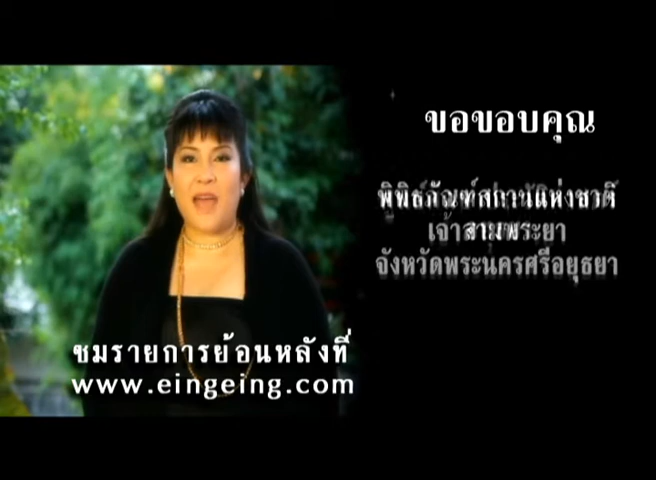 ขอขอบคุณ
พิพิธภัณฑ์สถานแห่งชาติ
เจ้าสามพระยา
จังหวัดพระนครศรีอยุธยา
ชมรายการย้อนหลังที่
www.eingeing.com